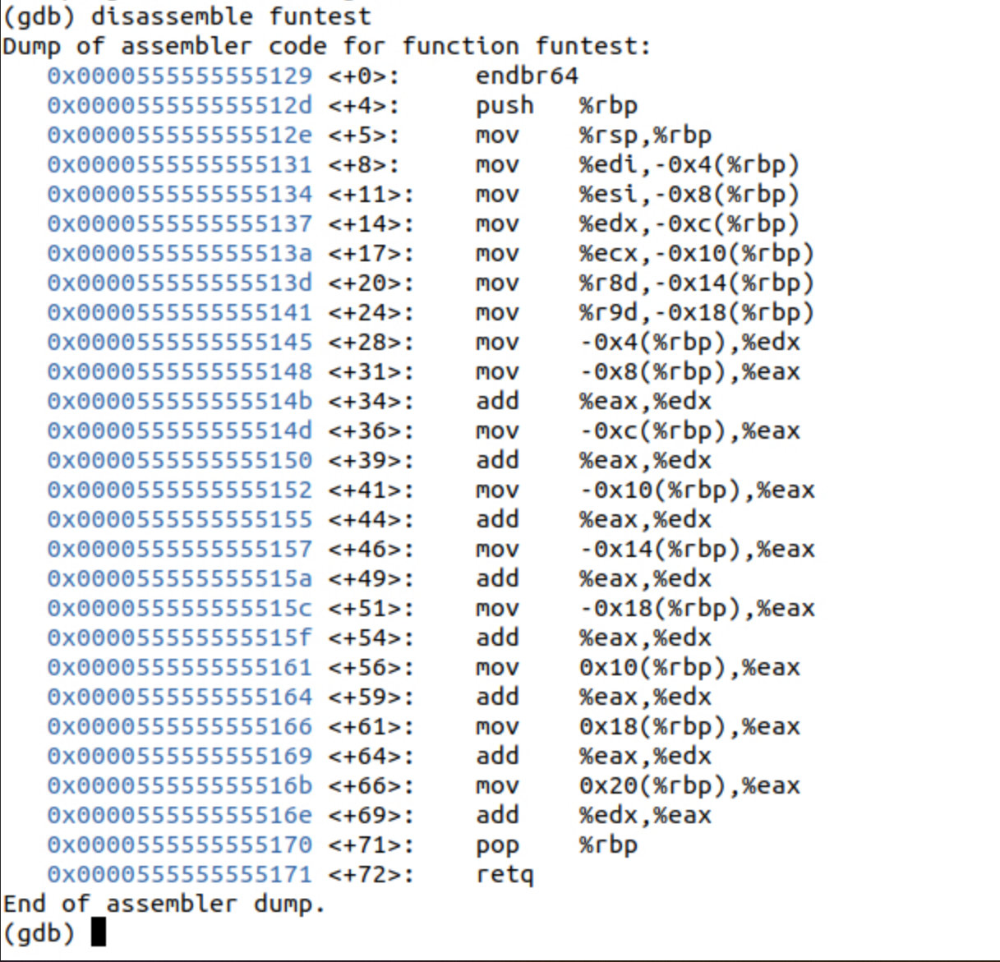 (gdb) disassemble funtest
Dump of assembler code for function funtest:
   0x0000555555555129 <+0>:     endbr64
   0x000055555555512d <+4>:     push   %rbp
   0x000055555555512e <+5>:     mov    %rsp,%rbp
   0x0000555555555131 <+8>:     mov    %edi,-0x4(%rbp)
   0x0000555555555134 <+11>:    mov    %esi,-0x8(%rbp)
   0x0000555555555137 <+14>:    mov    %edx,-0xc(%rbp)
   0x000055555555513a <+17>:    mov    %ecx,-0x10(%rbp)
   0x000055555555513d <+20>:    mov    %r8d,-0x14(%rbp)
   0x0000555555555141 <+24>:    mov    %r9d,-0x18(%rbp)
   0x0000555555555145 <+28>:    mov    -0x4(%rbp),%edx
   0x0000555555555148 <+31>:    mov    -0x8(%rbp),%eax
   0x000055555555514b <+34>:    add    %eax,%edx
   0x000055555555514d <+36>:    mov    -0xc(%rbp),%eax
   0x0000555555555150 <+39>:    add    %eax,%edx
   0x0000555555555152 <+41>:    mov    -0x10(%rbp),%eax
   0x0000555555555155 <+44>:    add    %eax,%edx
   0x0000555555555157 <+46>:    mov    -0x14(%rbp),%eax
   0x000055555555515a <+49>:    add    %eax,%edx
   0x000055555555515c <+51>:    mov    -0x18(%rbp),%eax
   0x000055555555515f <+54>:    add    %eax,%edx
   0x0000555555555161 <+56>:    mov    0x10(%rbp),%eax
   0x0000555555555164 <+59>:    add    %eax,%edx
   0x0000555555555166 <+61>:    mov    0x18(%rbp),%eax
   0x0000555555555169 <+64>:    add    %eax,%edx
   0x000055555555516b <+66>:    mov    0x20(%rbp),%eax
   0x000055555555516e <+69>:    add    %edx,%eax
   0x0000555555555170 <+71>:    pop    %rbp
   0x0000555555555171 <+72>:    retq
End of assembler dump.
(gdb)